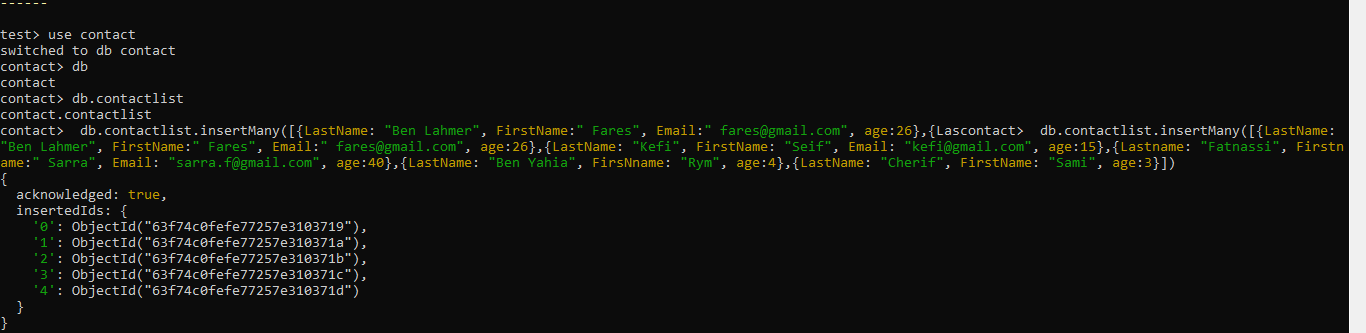 ------
test> use contact
switched to db contact
contact> db
contact
contact> db.contactlist
contact.contactlist
contact>  db.contactlist.insertMany([{LastName: "Ben Lahmer", FirstName:" Fares", Email:" fares@gmail.com", age:26},{Lascontact>  db.contactlist.insertMany([{LastName:
"Ben Lahmer", FirstName:" Fares", Email:" fares@gmail.com", age:26},{LastName: "Kefi", FirstName: "Seif", Email: "kefi@gmail.com", age:15},{Lastname: "Fatnassi", Firstn
ame:" Sarra", Email: "sarra.f@gmail.com", age:40},{LastName: "Ben Yahia", FirsNname: "Rym", age:4},{LastName: "Cherif", FirstName: "Sami", age:3}])
{
  acknowledged: true,
  insertedIds: {
    '0': ObjectId("63f74c0fefe77257e3103719"),
    '1': ObjectId("63f74c0fefe77257e310371a"),
    '2': ObjectId("63f74c0fefe77257e310371b"),
    '3': ObjectId("63f74c0fefe77257e310371c"),
    '4': ObjectId("63f74c0fefe77257e310371d")
  }
}